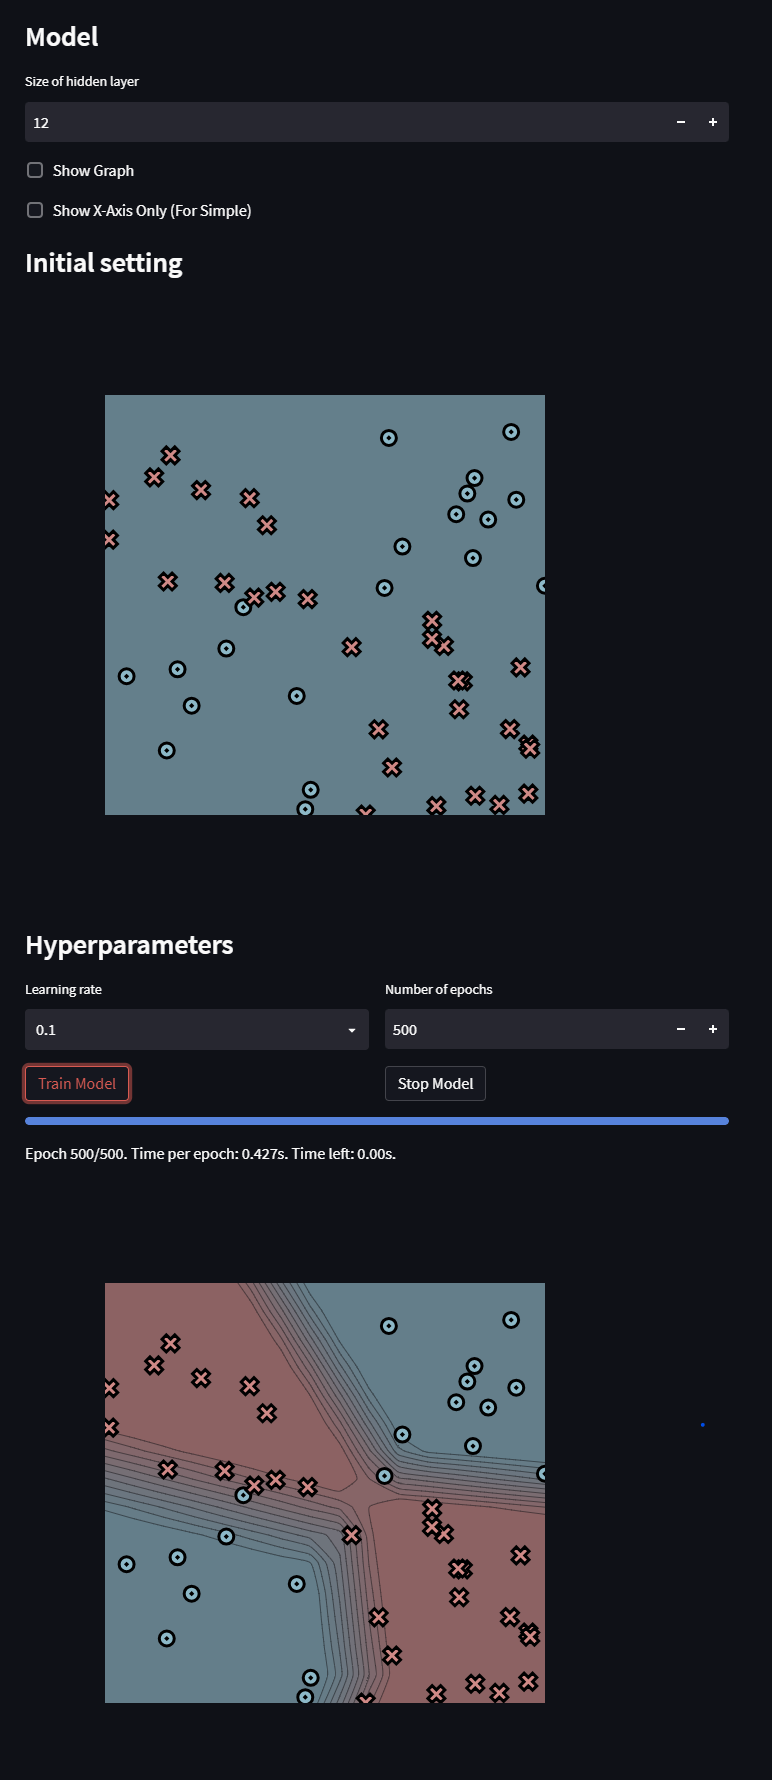 Model
Size of hidden layer
12
Show Graph
Show X-Axis Only (For Simple)
Initial setting
Hyperparameters
Learning rate
Number of epochs
0.1
500
Train Model
Stop Model
Epoch 500/500. Time per epoch: 0.427s. Time left: 0.00s.